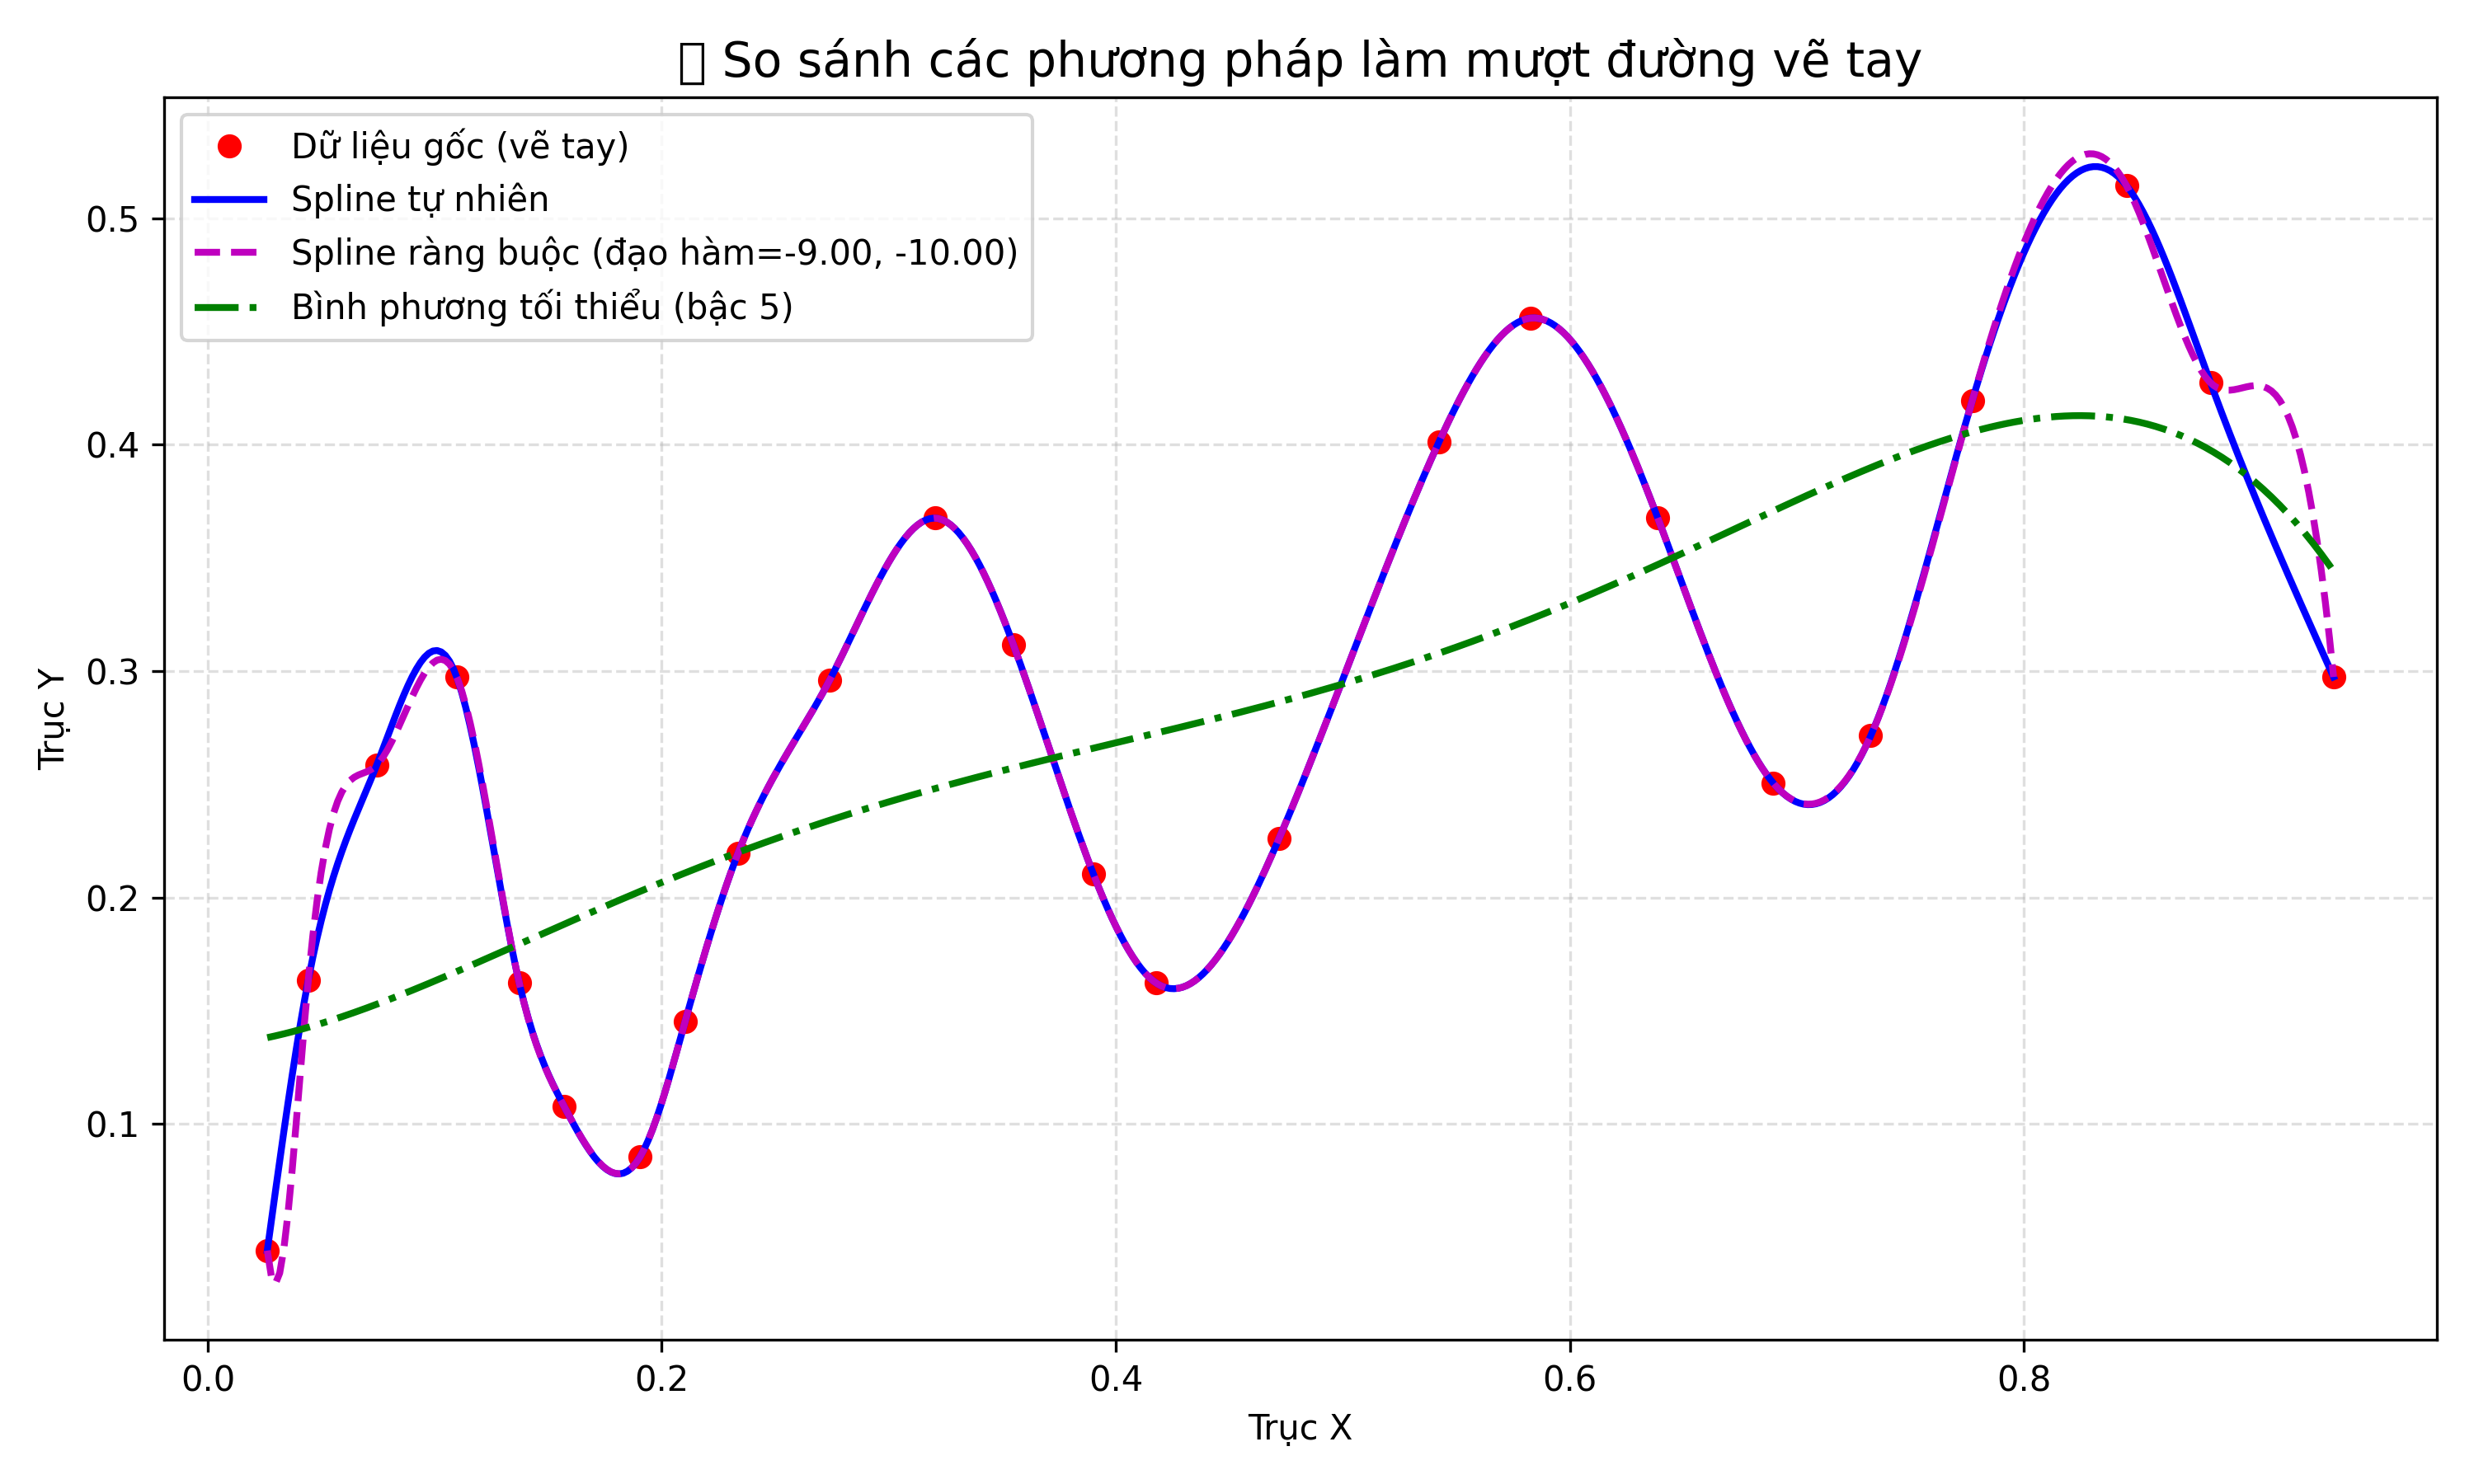 So sánh các phương pháp làm mượt đường vẽ tay
Dữ liệu gốc (vẽ tay)
Spline tự nhiên
Spline ràng buộc (đạo hàm=-9.00, -10.00)
Bình phương tối thiểu (bậc 5)
Trục Y
0.5
0.4
0.3
0.2
0.1
0.0 0.2 0.4 0.6 0.8
Trục X